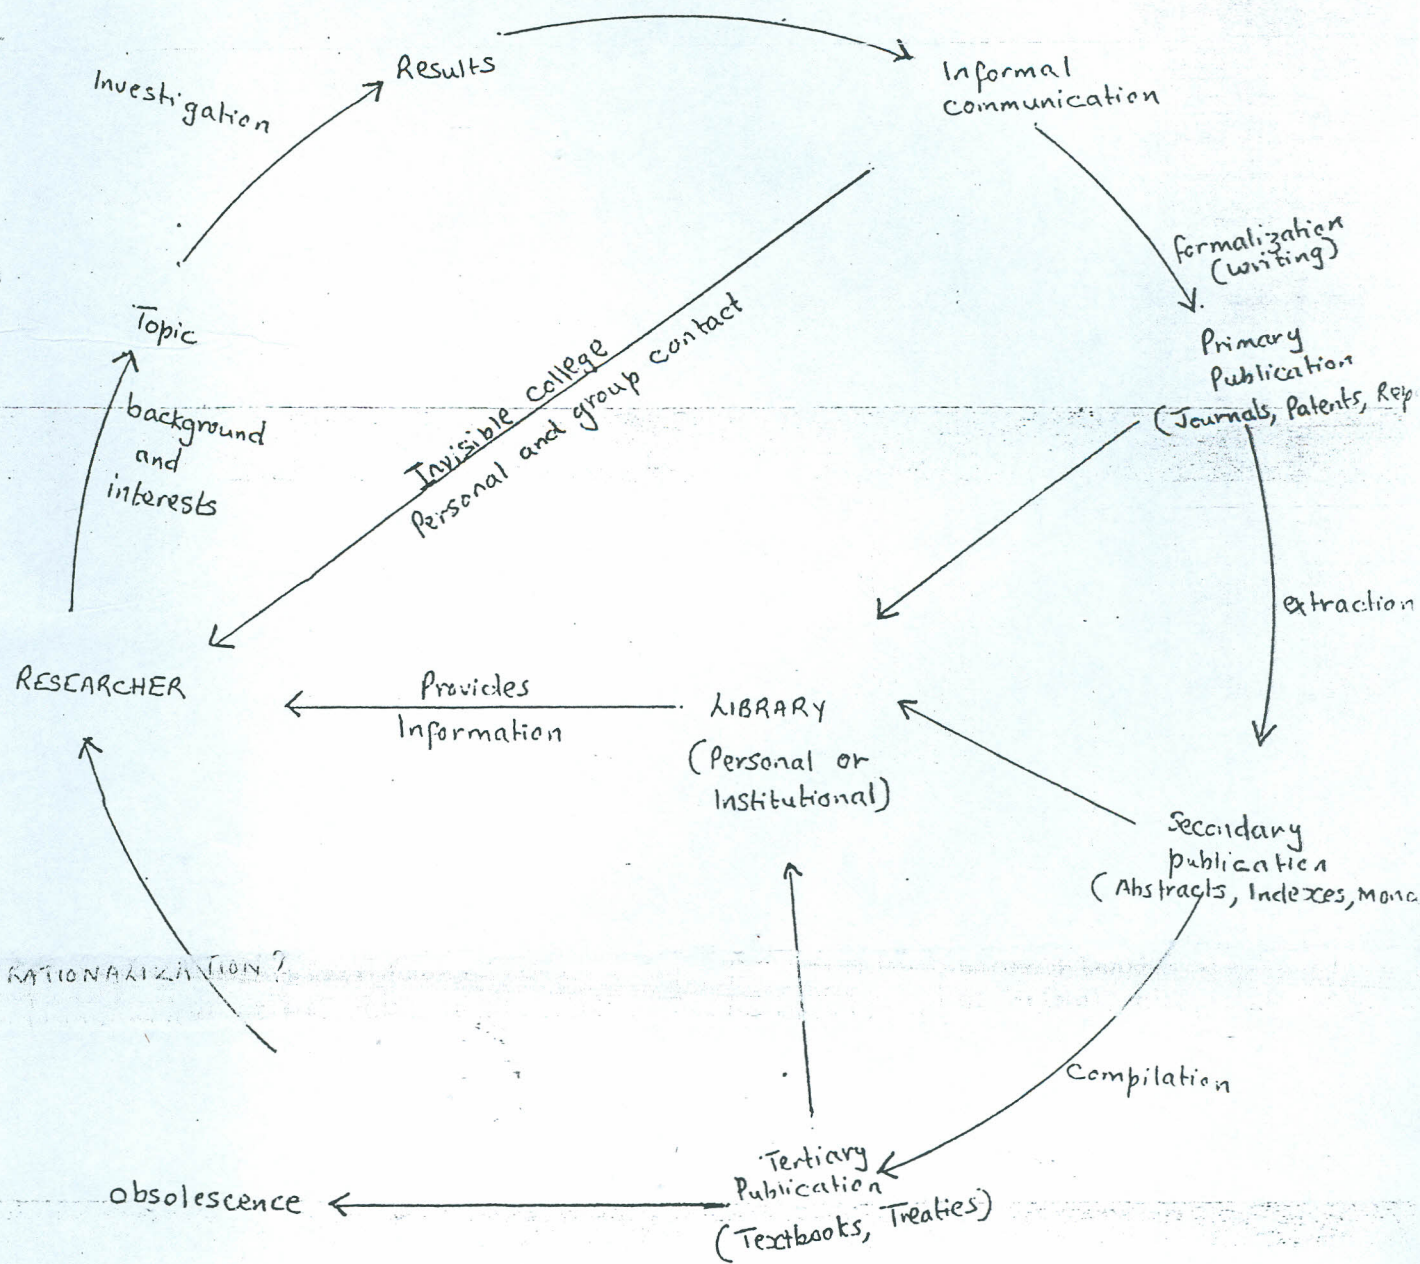 Results
Informal
communication
Investigation
formalization
(writing)
Topic
Primary
Publication
(Journals, Patents, Rep
background
and
interests
Invisible college
Personal and group contact
extraction
RESEARCHER
Provides
Information
LIBRARY
(Personal or
Institutional)
Secondary
publication
(Abstracts, Indexes, Mono
RATIONALIZATION?
Compilation
Tertiary
Publication
(Textbooks, Treaties)
obsolescence